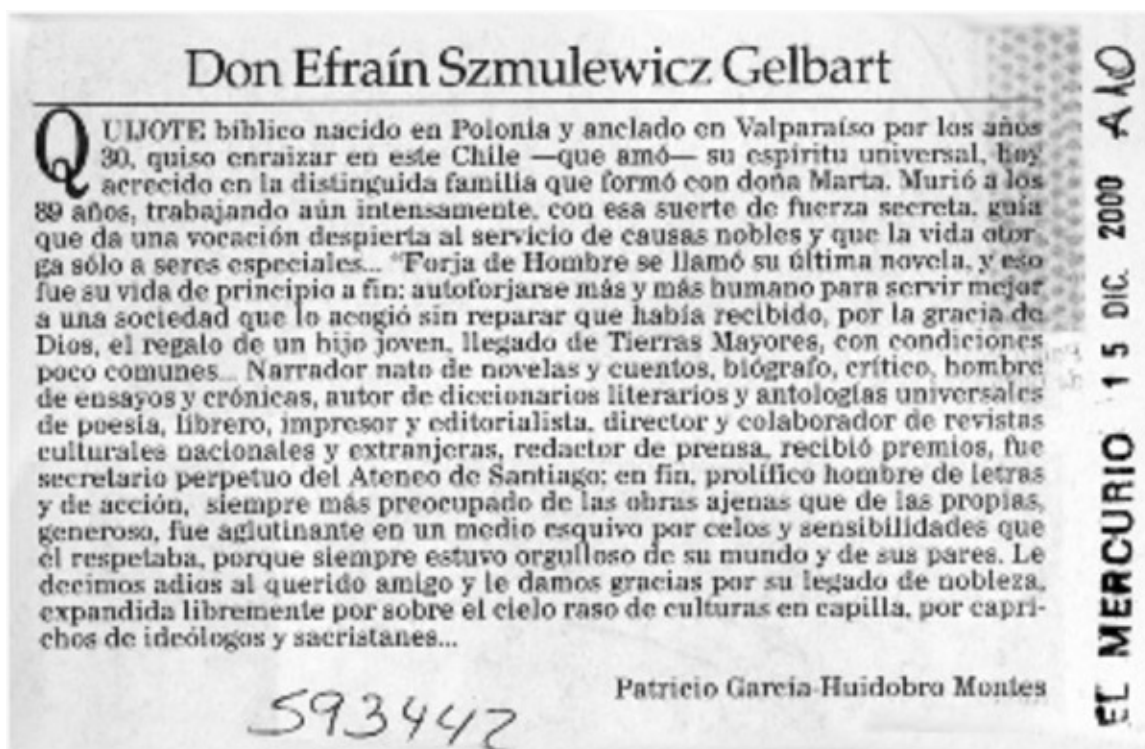 Don Efraín Szmulewicz Gelbart
QUIJOTE bíblico nacido en Polonia y anclado en Valparaíso por los años
30, quiso enraizar en este Chile —que amó— su espíritu universal, hoy
acrecido en la distinguida familia que formó con doña Marta. Murió a los
89 años, trabajando aún intensamente, con esa suerte de fuerza secreta, guía
que da una vocación despierta al servicio de causas nobles y que la vida otor-
ga sólo a seres especiales... "Forja de Hombre se llamó su última novela, y eso
fue su vida de principio a fin: autoforjarse más y más humano para servir mejor
a una sociedad que lo acogió sin reparar que había recibido, por la gracia de
Dios, el regalo de un hijo joven, llegado de Tierras Mayores, con condiciones
poco comunes... Narrador nato de novelas y cuentos, biógrafo, crítico, hombre
de ensayos y crónicas, autor de diccionarios literarios y antologías universales
de poesía, librero, impresor y editorialista, director y colaborador de revistas
culturales nacionales y extranjeras, redactor de prensa, recibió premios, fue
secretario perpetuo del Ateneo de Santiago; en fin, prolífico hombre de letras
y de acción, siempre más preocupado de las obras ajenas que de las propias,
generoso, fue aglutinante en un medio esquivo por celos y sensibilidades que
él respetaba, porque siempre estuvo orgulloso de su mundo y de sus pares. Le
decimos adios al querido amigo y le damos gracias por su legado de nobleza,
expandida libremente por sobre el cielo raso de culturas en capilla, por capri-
chos de ideólogos y sacristanes...
Patricio García-Huidobro Montes
593442
EL MERCURIO 15 DIC. 2000 A10